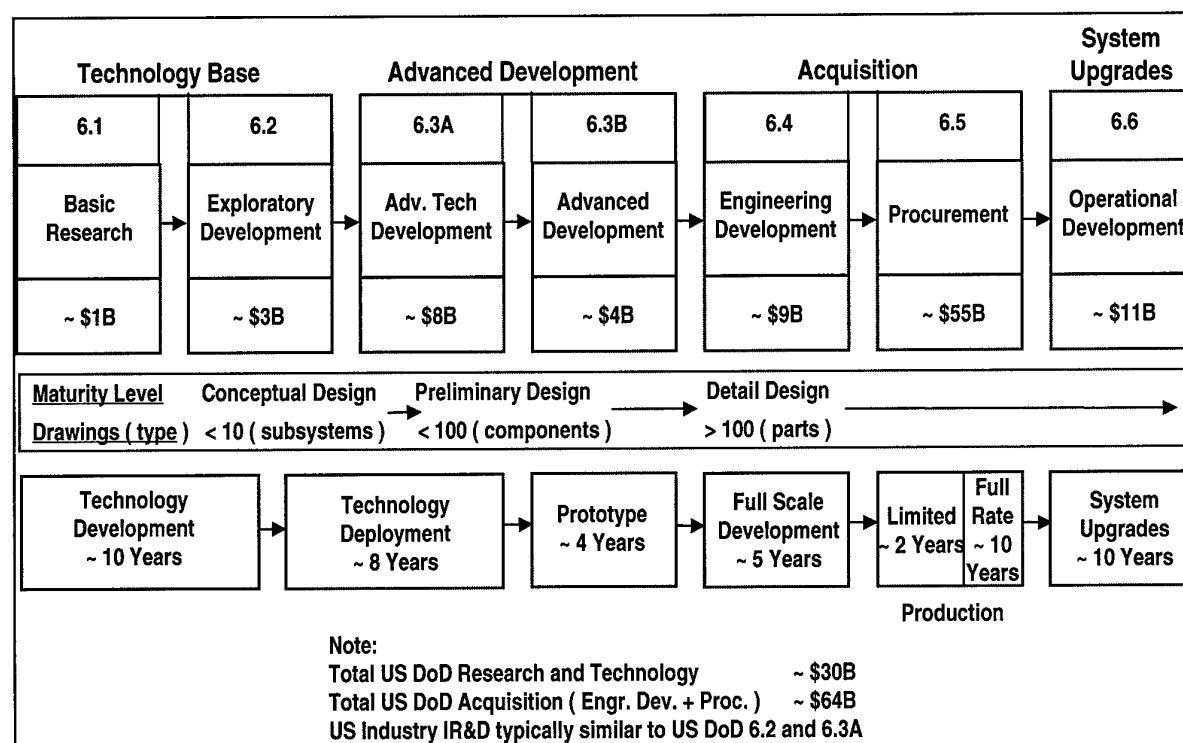 Technology Base
Advanced Development
Acquisition
System
Upgrades
6.1
6.2
6.3A
6.3B
6.4
6.5
6.6
Basic
Research
Exploratory
Development
Adv. Tech
Development
Advanced
Development
Engineering
Development
Procurement
Operational
Development
~ $1B
~ $3B
~ $8B
~ $4B
~ $9B
~ $55B
~ $11B
Maturity Level Conceptual Design Preliminary Design Detail Design
Drawings ( type ) < 10 ( subsystems ) < 100 ( components ) > 100 ( parts )
Technology
Development
~ 10 Years
Technology
Deployment
~ 8 Years
Prototype
~ 4 Years
Full Scale
Development
~ 5 Years
Limited
~ 2 Years
Full
Rate
~ 10
Years
System
Upgrades
~ 10 Years
Production
Note:
Total US DoD Research and Technology ~ $30B
Total US DoD Acquisition ( Engr. Dev. + Proc. ) ~ $64B
US Industry IR&D typically similar to US DoD 6.2 and 6.3A